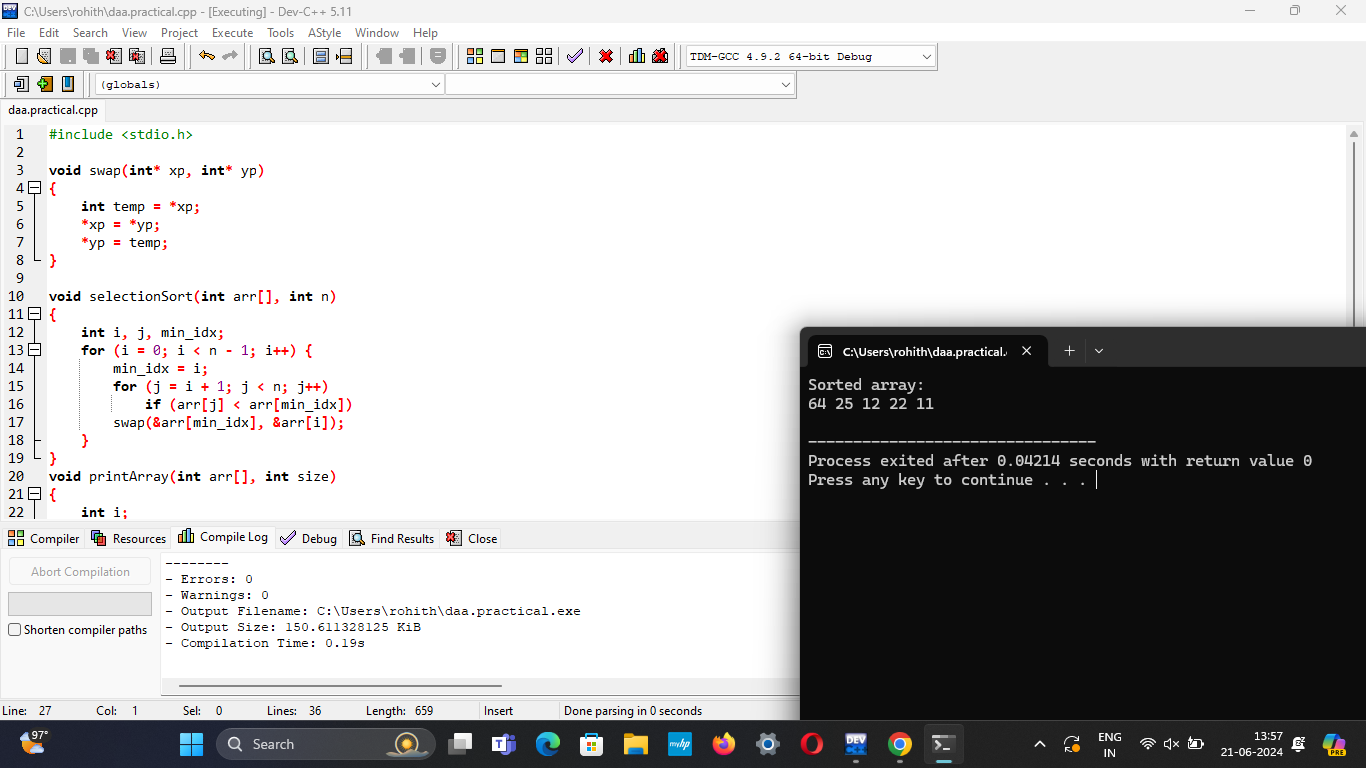 C:\Users\rohith\daa.practical.cpp - [Executing] - Dev-C++ 5.11
File Edit Search View Project Execute Tools AStyle Window Help
TDM-GCC 4.9.2 64-bit Debug
(globals)
daa.practical.cpp
1 #include <stdio.h>
2
3 void swap(int* xp, int* yp)
4 {
5 int temp = *xp;
6 *xp = *yp;
7 *yp = temp;
8 }
9
10 void selectionSort(int arr[], int n)
11 {
12 int i, j, min_idx;
13 for (i = 0; i < n - 1; i++) {
14 min_idx = i;
15 for (j = i + 1; j < n; j++)
16 if (arr[j] < arr[min_idx])
17 swap(&arr[min_idx], &arr[i]);
18 }
19 }
20 void printArray(int arr[], int size)
21 {
22 int i;
C:\Users\rohith\daa.practical.
Sorted array:
64 25 12 22 11
--------------------------------
Process exited after 0.04214 seconds with return value 0
Press any key to continue . . .
Compiler Resources Compile Log Debug Find Results Close
Abort Compilation
Shorten compiler paths
--------
- Errors: 0
- Warnings: 0
- Output Filename: C:\Users\rohith\daa.practical.exe
- Output Size: 150.611328125 KiB
- Compilation Time: 0.19s
Line: 27 Col: 1 Sel: 0 Lines: 36 Length: 659 Insert Done parsing in 0 seconds
97°
Search
DEV
ENG
IN
13:57
21-06-2024
PRE